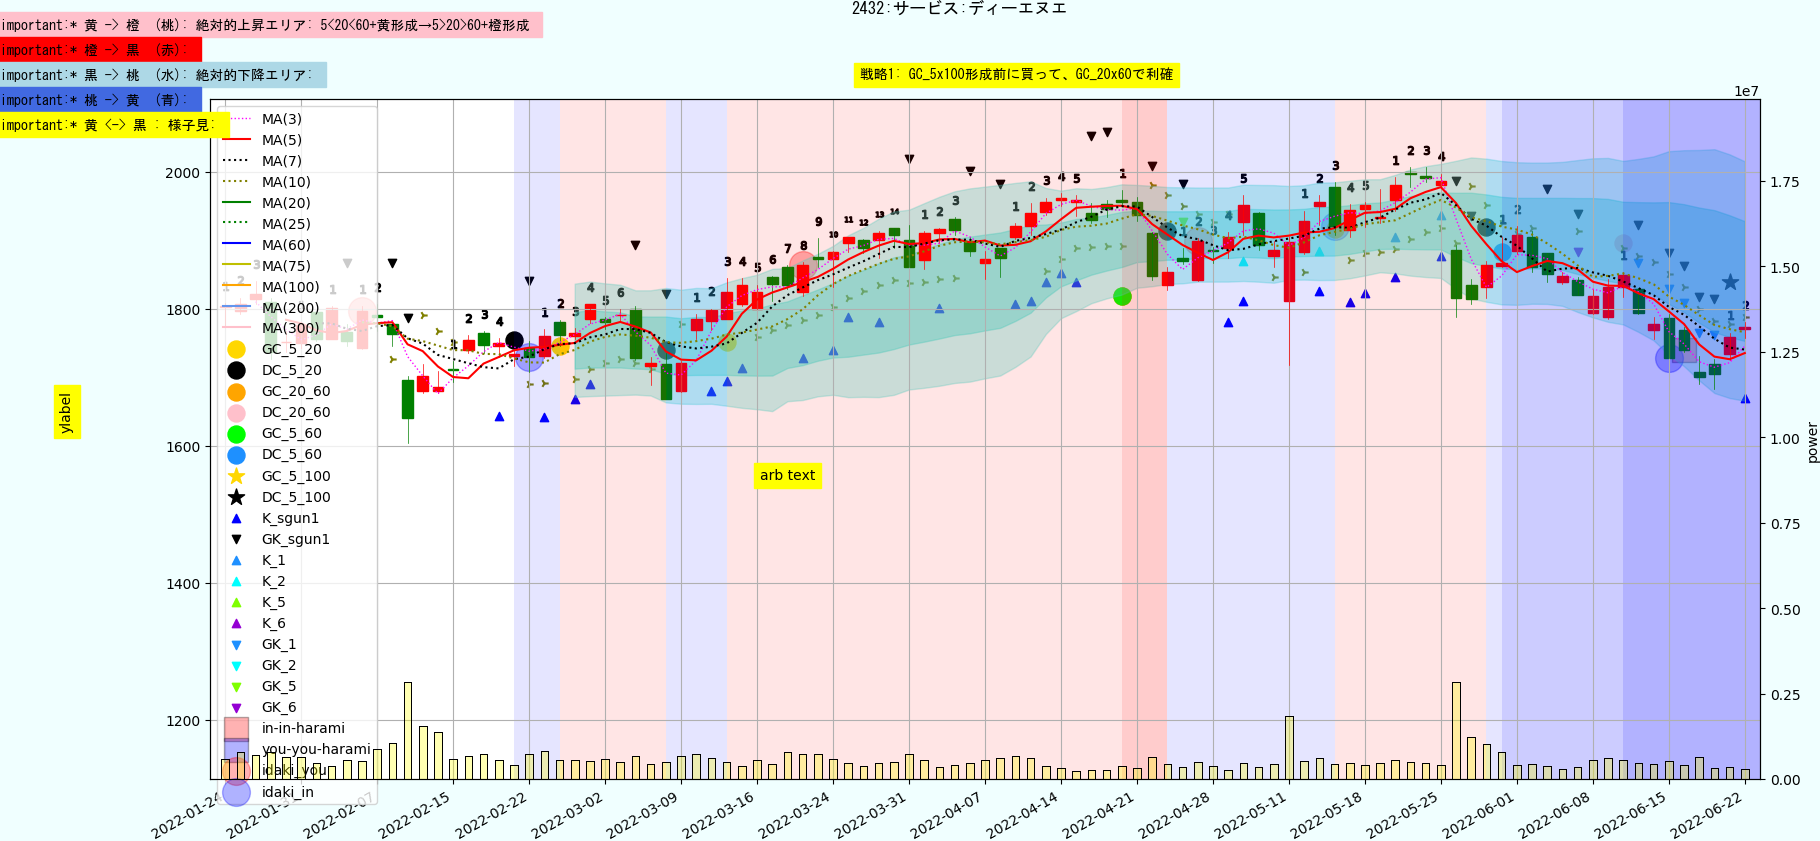 2432:サービス:ディーエヌエ
important:* 黄 -> 橙 (桃): 絶対的上昇エリア: 5<20<60+黄形成→5>20>60+橙形成
important:* 橙 -> 黒 (赤):
important:* 黒 -> 桃 (水): 絶対的下降エリア:
important:* 桃 -> 黄 (青):
important:* 黄 <-> 黒 : 様子見:
戦略1: GC_5x100形成前に買って、GC_20x60で利確
1e7
MA(3)
MA(5)
MA(7)
MA(10)
MA(20)
MA(25)
MA(60)
MA(75)
MA(100)
MA(200)
MA(300)
GC_5_20
DC_5_20
GC_20_60
DC_20_60
GC_5_60
DC_5_60
GC_5_100
DC_5_100
K_sgun1
GK_sgun1
K_1
K_2
K_5
K_6
GK_1
GK_2
GK_5
GK_6
in-in-harami
you-you-harami
idaki_you
idaki_in
2000
1800
1600
1400
1200
ylabel
arb text
1.75
1.50
1.25
1.00
0.75
0.50
0.25
0.00
power
2022-01-24
2022-01-31
2022-02-07
2022-02-15
2022-02-22
2022-03-02
2022-03-09
2022-03-16
2022-03-24
2022-03-31
2022-04-07
2022-04-14
2022-04-21
2022-04-28
2022-05-11
2022-05-18
2022-05-25
2022-06-01
2022-06-08
2022-06-15
2022-06-22